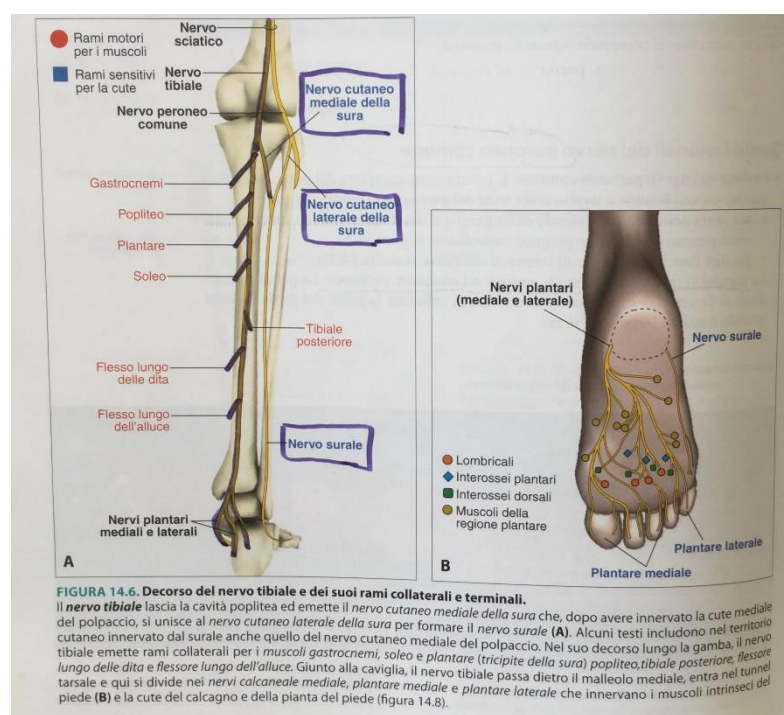 Rami motori
per i muscoli
Rami sensitivi
per la cute
Nervo
sciatico
Nervo
tibiale
Nervo peroneo
comune
Nervo cutaneo
mediale della
sura
Gastrocnemi
Popliteo
Plantare
Soleo
Nervo cutaneo
laterale della
sura
Tibiale
posteriore
Flesso lungo
delle dita
Flesso lungo
dell'alluce
Nervo surale
Nervi plantari
mediali e laterali
A
Nervi plantari
(mediale e laterale)
Nervo surale
Lombricali
Interossei plantari
Interossei dorsali
Muscoli della
regione plantare
Plantare laterale
Plantare mediale
B
FIGURA 14.6. Decorso del nervo tibiale e dei suoi rami collaterali e terminali.
Il nervo tibiale lascia la cavità poplitea ed emette il nervo cutaneo mediale della sura che, dopo avere innervato la cute mediale
del polpaccio, si unisce al nervo cutaneo laterale della sura per formare il nervo surale (A). Alcuni testi includono nel territorio
cutaneo innervato dal surale anche quello del nervo cutaneo mediale del polpaccio. Nel suo decorso lungo la gamba, il nervo
tibiale emette rami collaterali per i muscoli gastrocnemi, soleo e plantare (tricipite della sura) popliteo, tibiale posteriore, flessore
lungo delle dita e flessore lungo dell'alluce. Giunto alla caviglia, il nervo tibiale passa dietro il malleolo mediale, entra nel tunnel
tarsale e qui si divide nei nervi calcaneale mediale, plantare mediale e plantare laterale che innervano i muscoli intrinseci del
piede (B) e la cute del calcagno e della pianta del piede (figura 14.8).